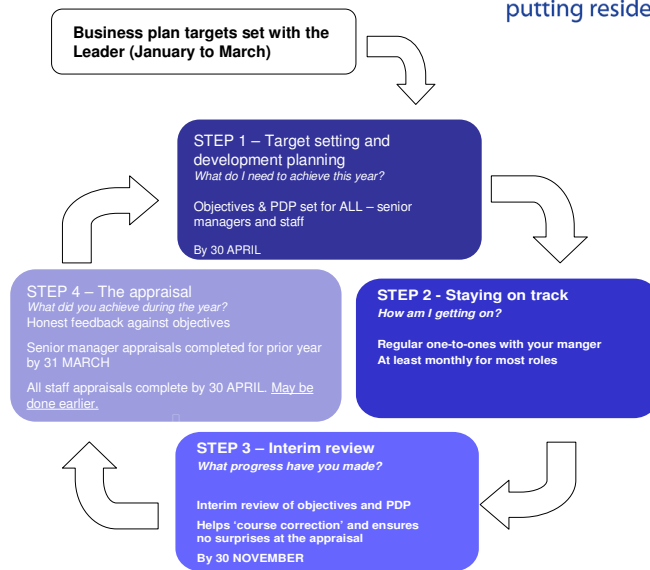 putting reside
Business plan targets set with the
Leader (January to March)
STEP 1 – Target setting and
development planning
What do I need to achieve this year?
Objectives & PDP set for ALL – senior
managers and staff
By 30 APRIL
STEP 2 - Staying on track
How am I getting on?
Regular one-to-ones with your manger
At least monthly for most roles
STEP 3 – Interim review
What progress have you made?
Interim review of objectives and PDP
Helps ‘course correction’ and ensures
no surprises at the appraisal
By 30 NOVEMBER
STEP 4 – The appraisal
What did you achieve during the year?
Honest feedback against objectives
Senior manager appraisals completed for prior year
by 31 MARCH
All staff appraisals complete by 30 APRIL. May be
done earlier.